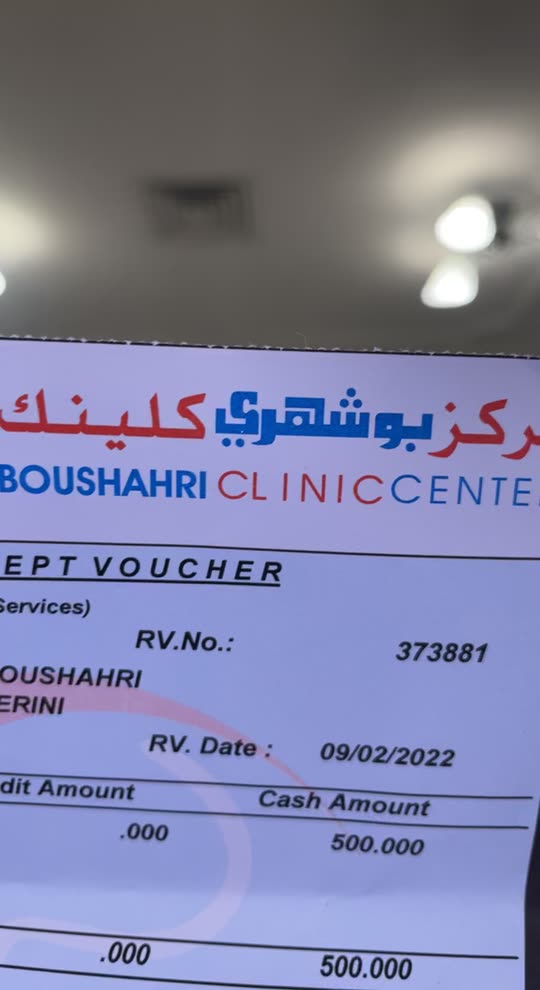 ركز بوشهري كلينك
BOUSHAHRI CLINIC CENTE
EPT VOUCHER
Services)
RV.No.: 373881
OUSHAHRI
ERINI
RV. Date : 09/02/2022
dit Amount Cash Amount
.000 500.000
.000 500.000